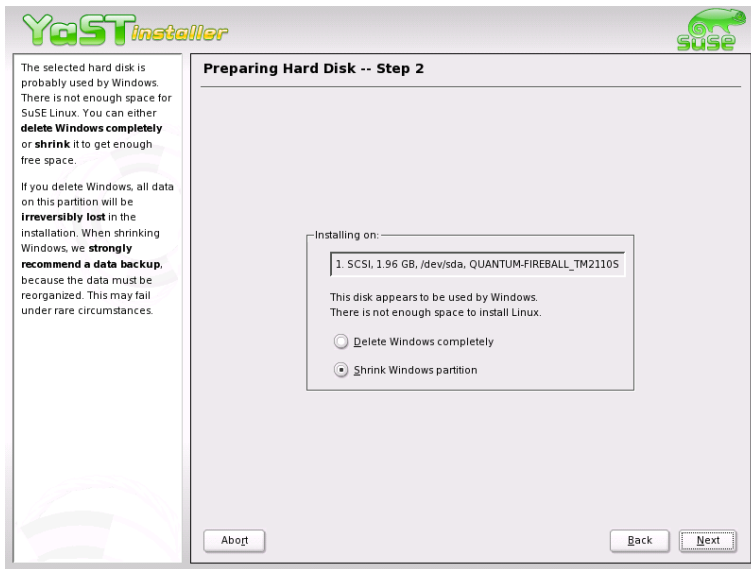 YaST installer
SuSE
The selected hard disk is
probably used by Windows.
There is not enough space for
SuSE Linux. You can either
delete Windows completely
or shrink it to get enough
free space.
If you delete Windows, all data
on this partition will be
irreversibly lost in the
installation. When shrinking
Windows, we strongly
recommend a data backup,
because the data must be
reorganized. This may fail
under rare circumstances.
Preparing Hard Disk -- Step 2
Installing on:
1. SCSI, 1.96 GB, /dev/sda, QUANTUM-FIREBALL_TM2110S
This disk appears to be used by Windows.
There is not enough space to install Linux.
Delete Windows completely
Shrink Windows partition
Abort
Back
Next